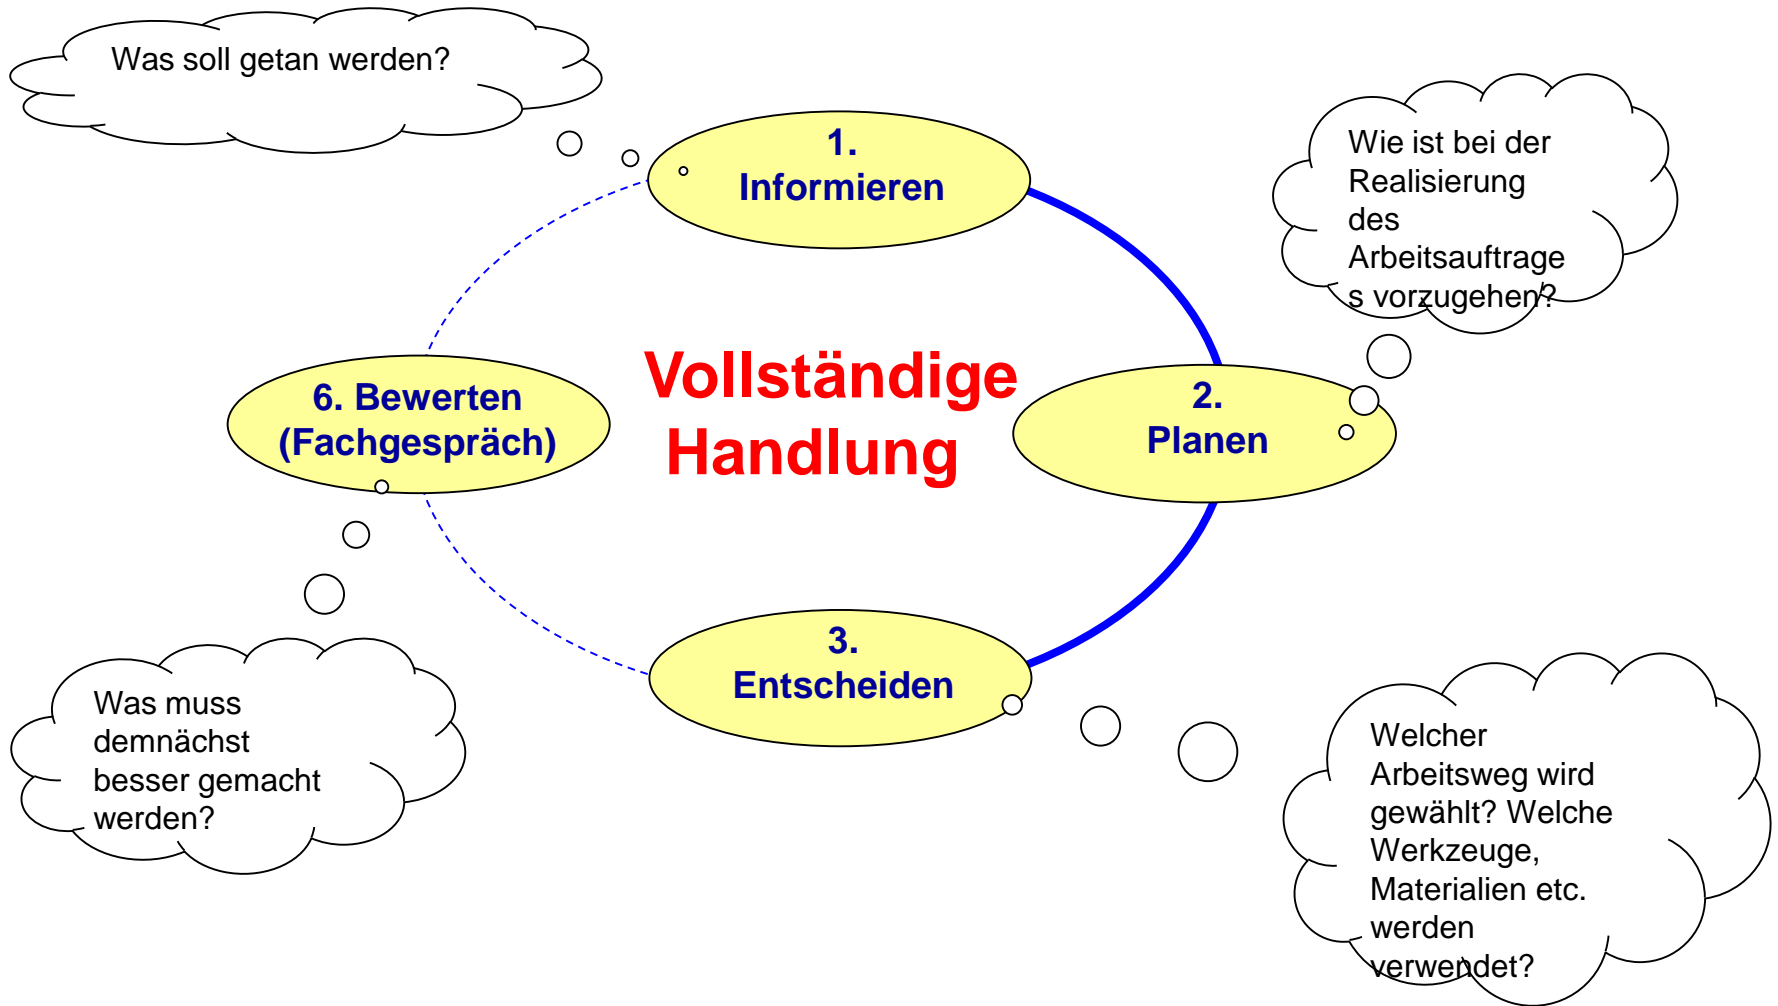 Was soll getan werden?
1.
Informieren
Wie ist bei der
Realisierung
des
Arbeitsauftrage
s vorzugehen?
Vollständige
Handlung
2.
Planen
6. Bewerten
(Fachgespräch)
3.
Entscheiden
Was muss
demnächst
besser gemacht
werden?
Welcher
Arbeitsweg wird
gewählt? Welche
Werkzeuge,
Materialien etc.
werden
verwendet?